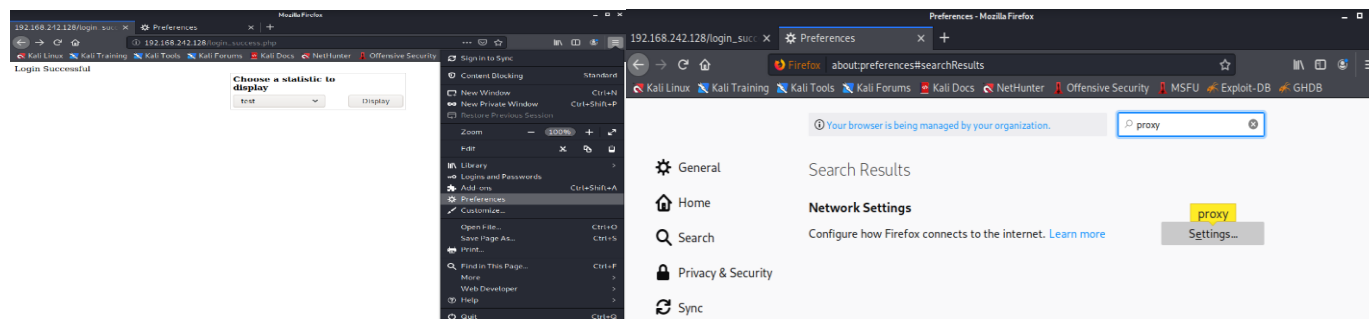 Mozilla Firefox
192.168.242.128/login_succ × Preferences × +
192.168.242.128/login_success.php
Kali Linux Kali Training Kali Tools Kali Forums Kali Docs NetHunter Offensive Security
Login Successful
Choose a statistic to
display
test Display
Sign in to Sync
Content Blocking Standard
New Window Ctrl+N
New Private Window Ctrl+Shift+P
Restore Previous Session
Zoom − 100% +
Edit
Library >
Logins and Passwords
Add-ons Ctrl+Shift+A
Preferences
Customize...
Open File... Ctrl+O
Save Page As... Ctrl+S
Print...
Find in This Page... Ctrl+F
More >
Web Developer >
Help >
Quit Ctrl+Q
Preferences - Mozilla Firefox
192.168.242.128/login_succ × Preferences × +
Firefox about:preferences#searchResults
Kali Linux Kali Training Kali Tools Kali Forums Kali Docs NetHunter Offensive Security MSFU Exploit-DB GHDB
Your browser is being managed by your organization.
proxy
General
Home
Search
Privacy & Security
Sync
Search Results
Network Settings
Configure how Firefox connects to the internet. Learn more
proxy
Settings...